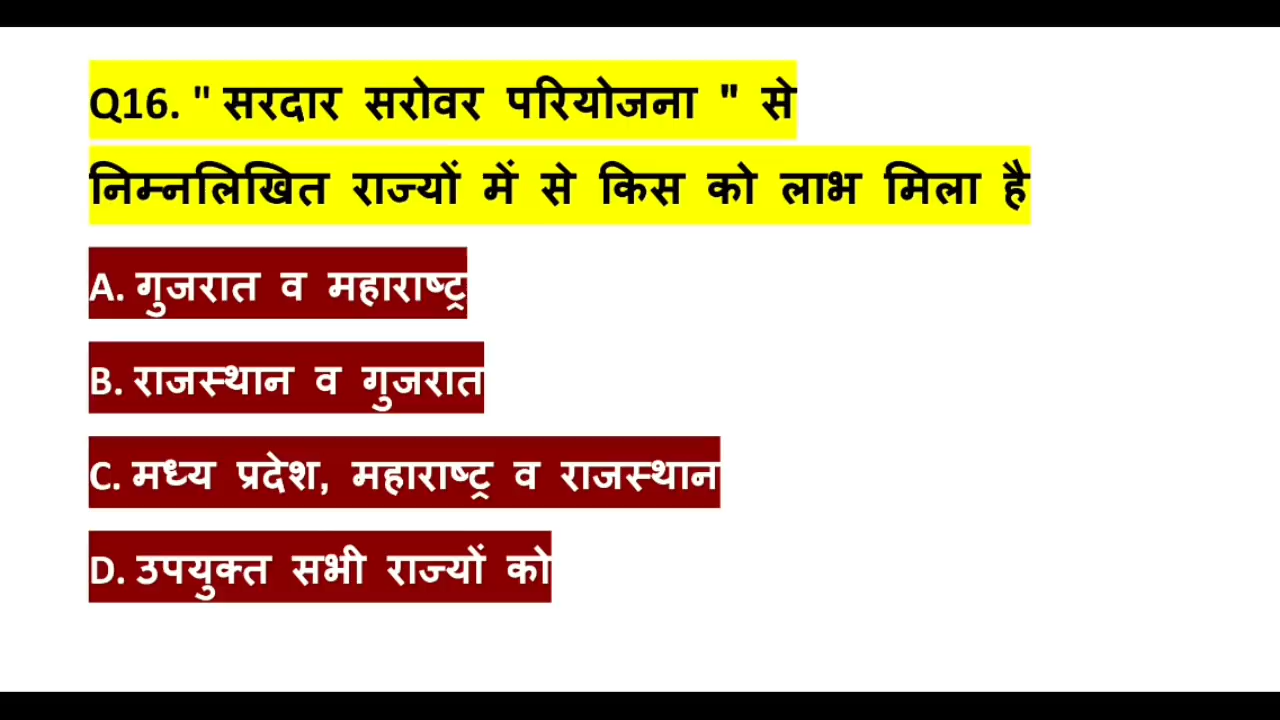 Q16. " सरदार सरोवर परियोजना " से
निम्नलिखित राज्यों में से किस को लाभ मिला है
A. गुजरात व महाराष्ट्र
B. राजस्थान व गुजरात
C. मध्य प्रदेश, महाराष्ट्र व राजस्थान
D. उपयुक्त सभी राज्यों को